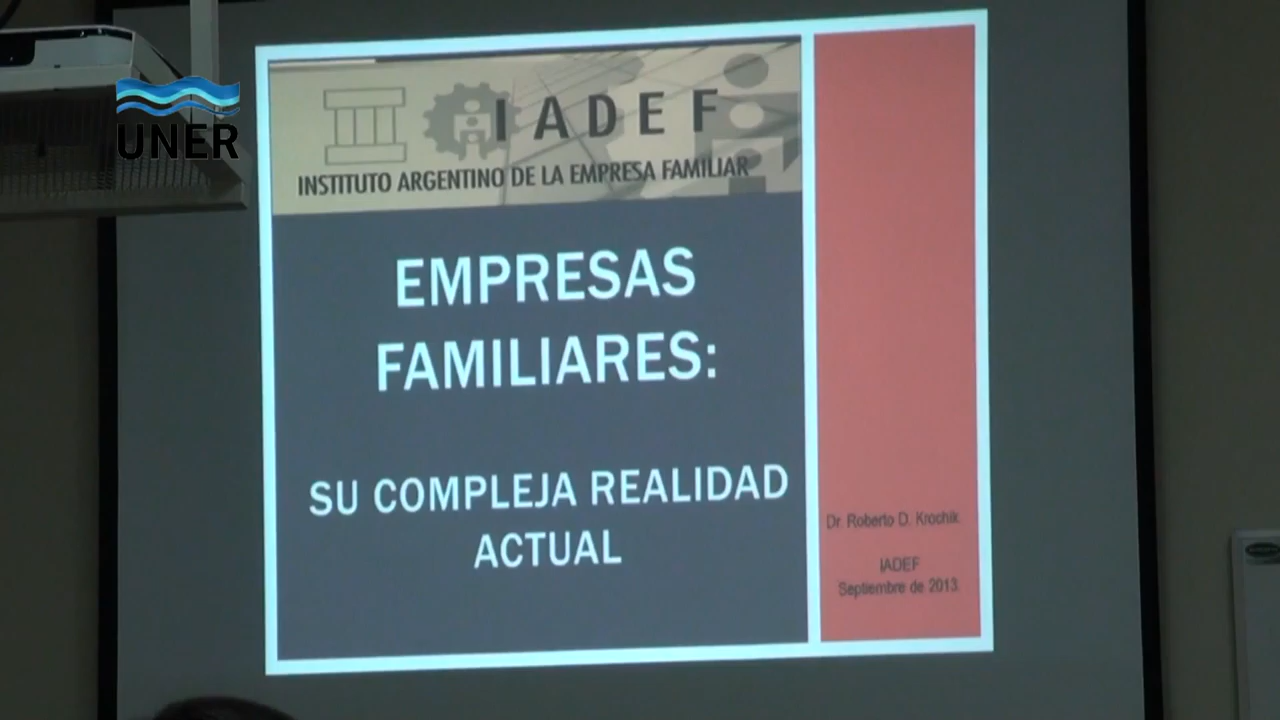 UNER
IADEF
INSTITUTO ARGENTINO DE LA EMPRESA FAMILIAR
EMPRESAS
FAMILIARES:
SU COMPLEJA REALIDAD
ACTUAL
Dr. Roberto D. Krochik
IADEF
Septiembre de 2013